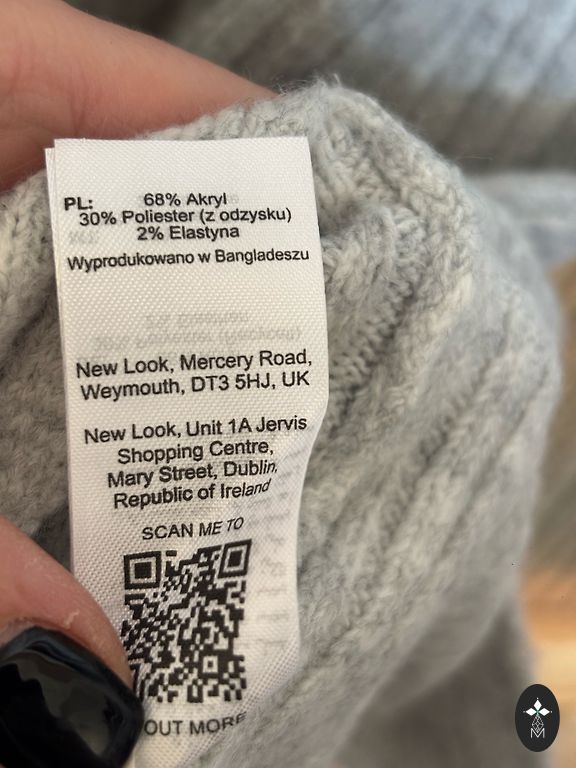 PL: 68% Akryl
30% Poliester (z odzysku)
2% Elastyna
Wyprodukowano w Bangladeszu
New Look, Mercery Road,
Weymouth, DT3 5HJ, UK
New Look, Unit 1A Jervis
Shopping Centre,
Mary Street, Dublin,
Republic of Ireland
SCAN ME TO
OUT MORE